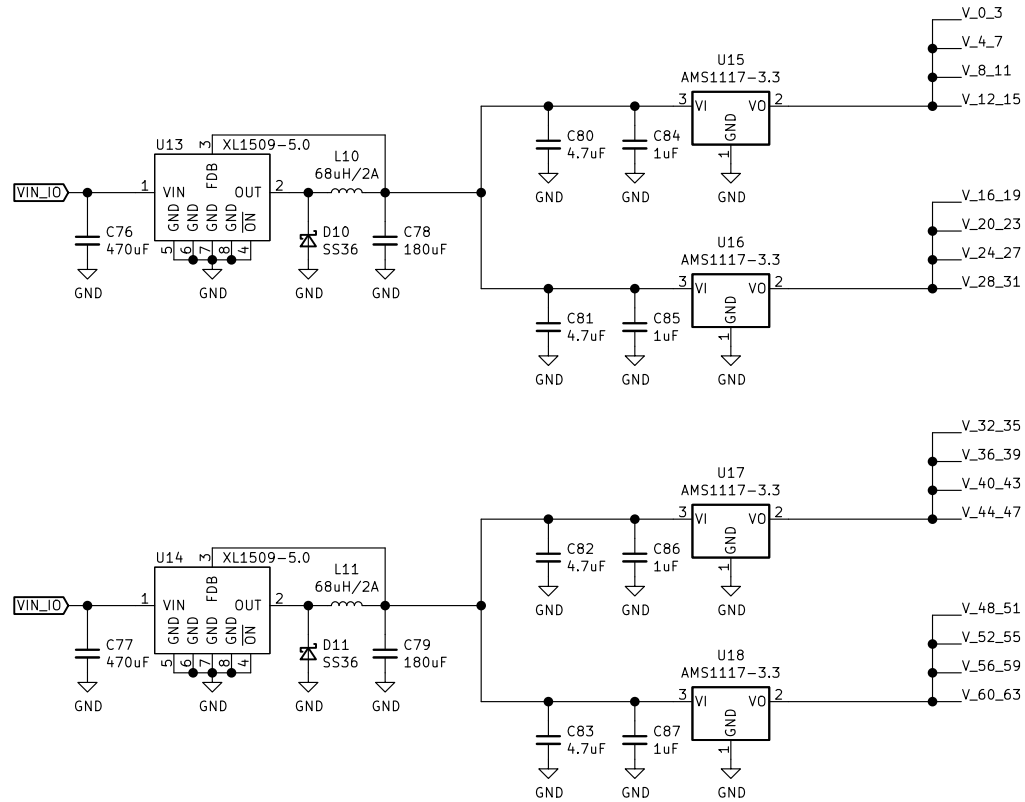 V_0_3
V_4_7
V_8_11
V_12_15
U15
AMS1117-3.3
3 VI VO 2
GND
1
GND
C80
4.7uF
GND
C84
1uF
GND
U13 3 XL1509-5.0
VIN_IO
1 VIN FDB OUT 2
GND GND GND GND ON
5 6 7 8 4
GND
C76
470uF
GND
L10
68uH/2A
D10
SS36
GND
C78
180uF
GND
V_16_19
V_20_23
V_24_27
V_28_31
U16
AMS1117-3.3
3 VI VO 2
GND
1
GND
C81
4.7uF
GND
C85
1uF
GND
V_32_35
V_36_39
V_40_43
V_44_47
U17
AMS1117-3.3
3 VI VO 2
GND
1
GND
C82
4.7uF
GND
C86
1uF
GND
U14 3 XL1509-5.0
VIN_IO
1 VIN FDB OUT 2
GND GND GND GND ON
5 6 7 8 4
GND
C77
470uF
GND
L11
68uH/2A
D11
SS36
GND
C79
180uF
GND
V_48_51
V_52_55
V_56_59
V_60_63
U18
AMS1117-3.3
3 VI VO 2
GND
1
GND
C83
4.7uF
GND
C87
1uF
GND